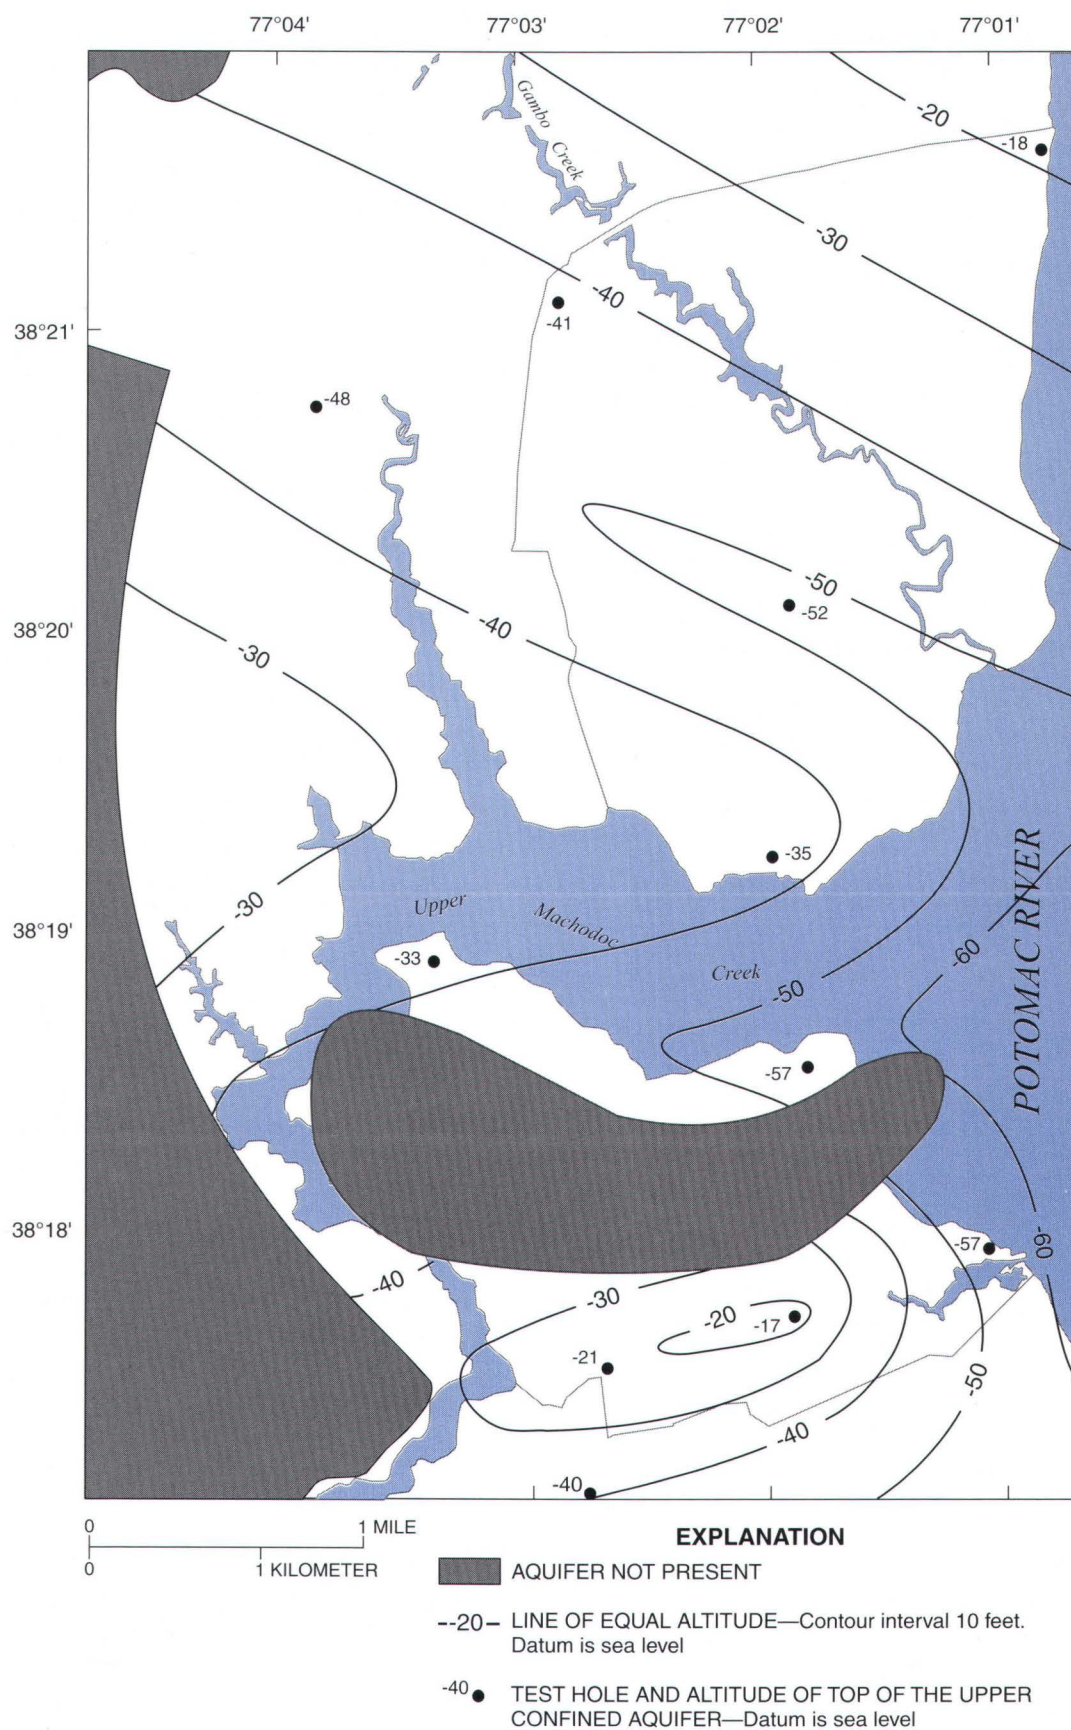 77°04' 77°03' 77°02' 77°01'
Gambo
Creek
-20
-18
-30
-40
-41
38°21'
-48
-50
-52
38°20'
-40
-30
-35
-30
Upper
Machodoc
Creek
38°19'
-33
-50
-60
POTOMAC RIVER
-57
38°18'
-57
-60
-40
-30
-20
-17
-21
-50
-40
-40
0 1 MILE
0 1 KILOMETER
EXPLANATION
AQUIFER NOT PRESENT
--20– LINE OF EQUAL ALTITUDE—Contour interval 10 feet.
Datum is sea level
-40 TEST HOLE AND ALTITUDE OF TOP OF THE UPPER
CONFINED AQUIFER—Datum is sea level